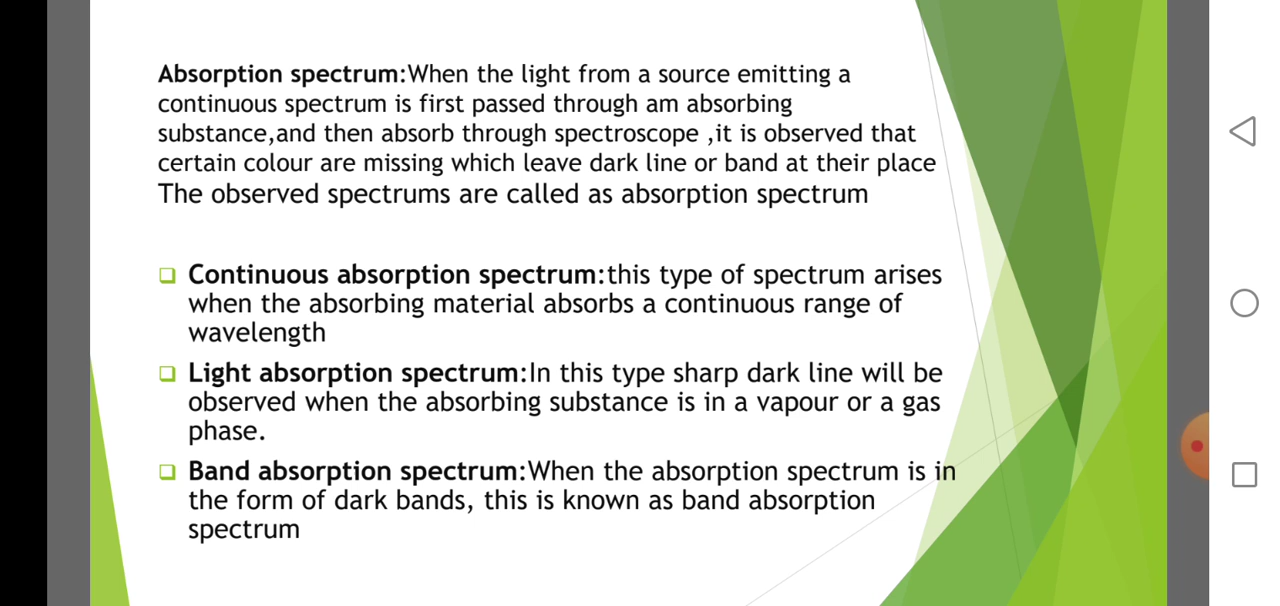 Absorption spectrum:When the light from a source emitting a
continuous spectrum is first passed through am absorbing
substance,and then absorb through spectroscope ,it is observed that
certain colour are missing which leave dark line or band at their place
The observed spectrums are called as absorption spectrum
Continuous absorption spectrum:this type of spectrum arises
when the absorbing material absorbs a continuous range of
wavelength
Light absorption spectrum:In this type sharp dark line will be
observed when the absorbing substance is in a vapour or a gas
phase.
Band absorption spectrum:When the absorption spectrum is in
the form of dark bands, this is known as band absorption
spectrum